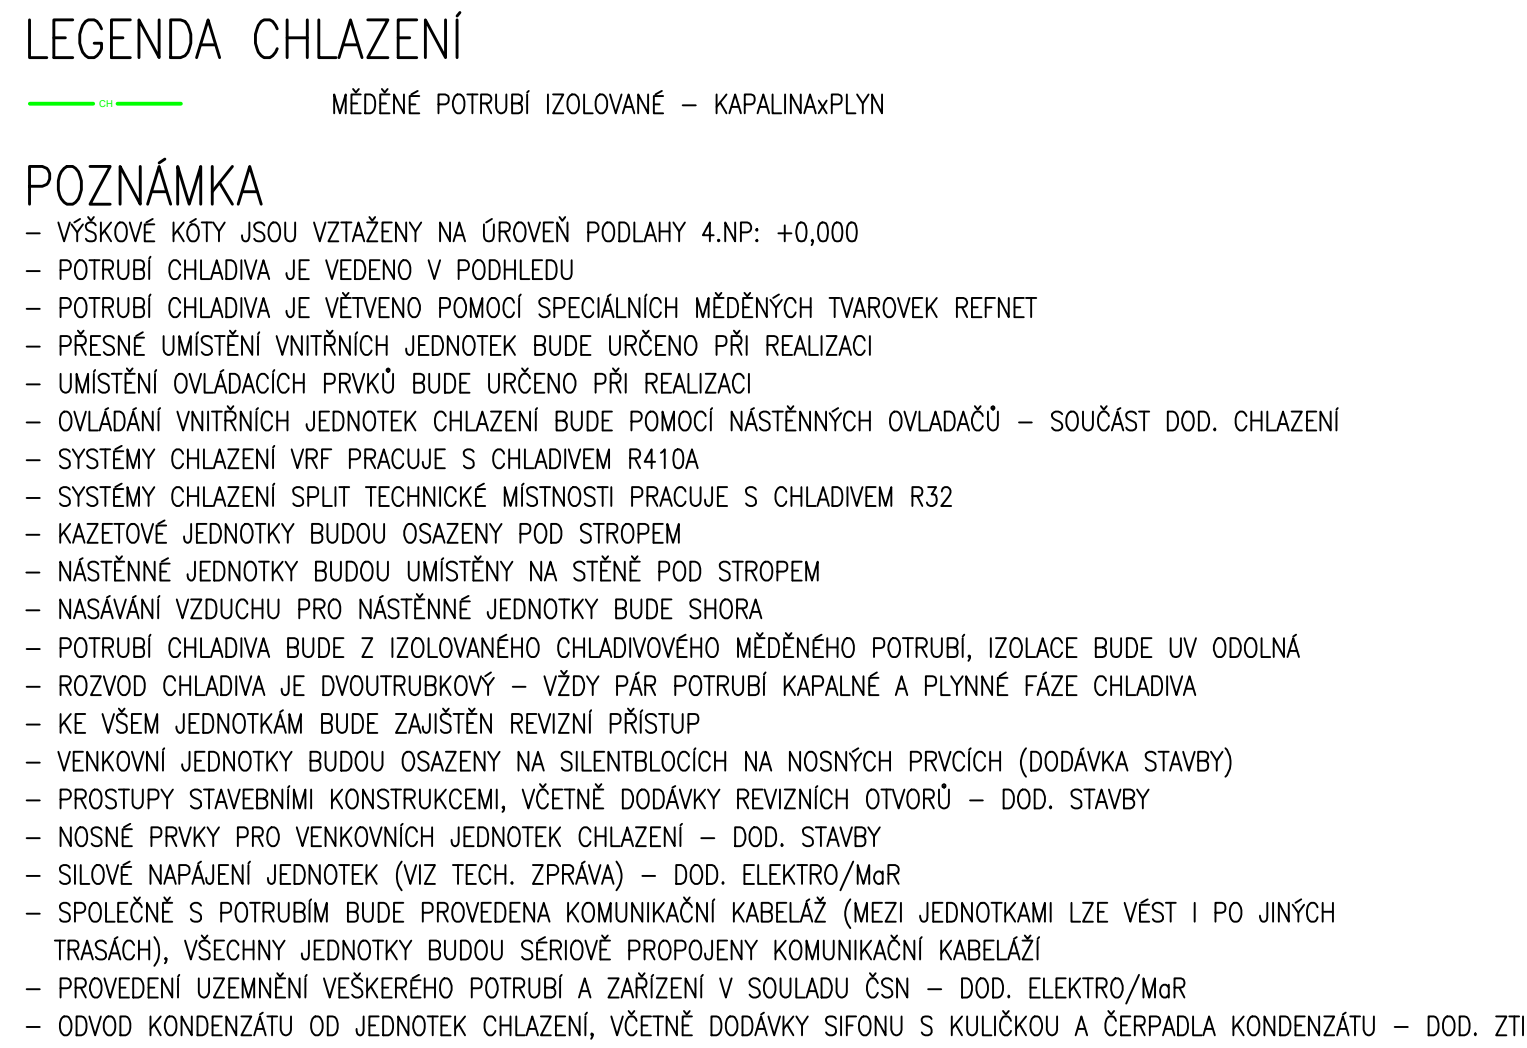 LEGENDA CHLAZENÍ
CH MĚDĚNÉ POTRUBÍ IZOLOVANÉ – KAPALINAxPLYN
POZNÁMKA
– VÝŠKOVÉ KÓTY JSOU VZTAŽENY NA ÚROVEŇ PODLAHY 4.NP: +0,000
– POTRUBÍ CHLADIVA JE VEDENO V PODHLEDU
– POTRUBÍ CHLADIVA JE VĚTVENO POMOCÍ SPECIÁLNÍCH MĚDĚNÝCH TVAROVEK REFNET
– PŘESNÉ UMÍSTĚNÍ VNITŘNÍCH JEDNOTEK BUDE URČENO PŘI REALIZACI
– UMÍSTĚNÍ OVLÁDACÍCH PRVKŮ BUDE URČENO PŘI REALIZACI
– OVLÁDÁNÍ VNITŘNÍCH JEDNOTEK CHLAZENÍ BUDE POMOCÍ NÁSTĚNNÝCH OVLADAČŮ – SOUČÁST DOD. CHLAZENÍ
– SYSTÉMY CHLAZENÍ VRF PRACUJE S CHLADIVEM R410A
– SYSTÉMY CHLAZENÍ SPLIT TECHNICKÉ MÍSTNOSTI PRACUJE S CHLADIVEM R32
– KAZETOVÉ JEDNOTKY BUDOU OSAZENY POD STROPEM
– NÁSTĚNNÉ JEDNOTKY BUDOU UMÍSTĚNY NA STĚNĚ POD STROPEM
– NASÁVÁNÍ VZDUCHU PRO NÁSTĚNNÉ JEDNOTKY BUDE SHORA
– POTRUBÍ CHLADIVA BUDE Z IZOLOVANÉHO CHLADIVOVÉHO MĚDĚNÉHO POTRUBÍ, IZOLACE BUDE UV ODOLNÁ
– ROZVOD CHLADIVA JE DVOUTRUBKOVÝ – VŽDY PÁR POTRUBÍ KAPALNÉ A PLYNNÉ FÁZE CHLADIVA
– KE VŠEM JEDNOTKÁM BUDE ZAJIŠTĚN REVIZNÍ PŘÍSTUP
– VENKOVNÍ JEDNOTKY BUDOU OSAZENY NA SILENTBLOCÍCH NA NOSNÝCH PRVCÍCH (DODÁVKA STAVBY)
– PROSTUPY STAVEBNÍMI KONSTRUKCEMI, VČETNĚ DODÁVKY REVIZNÍCH OTVORŮ – DOD. STAVBY
– NOSNÉ PRVKY PRO VENKOVNÍCH JEDNOTEK CHLAZENÍ – DOD. STAVBY
– SILOVÉ NAPÁJENÍ JEDNOTEK (VIZ TECH. ZPRÁVA) – DOD. ELEKTRO/MaR
– SPOLEČNĚ S POTRUBÍM BUDE PROVEDENA KOMUNIKAČNÍ KABELÁŽ (MEZI JEDNOTKAMI LZE VÉST I PO JINÝCH
TRASÁCH), VŠECHNY JEDNOTKY BUDOU SÉRIOVĚ PROPOJENY KOMUNIKAČNÍ KABELÁŽÍ
– PROVEDENÍ UZEMNĚNÍ VEŠKERÉHO POTRUBÍ A ZAŘÍZENÍ V SOULADU ČSN – DOD. ELEKTRO/MaR
– ODVOD KONDENZÁTU OD JEDNOTEK CHLAZENÍ, VČETNĚ DODÁVKY SIFONU S KULIČKOU A ČERPADLA KONDENZÁTU – DOD. ZTI